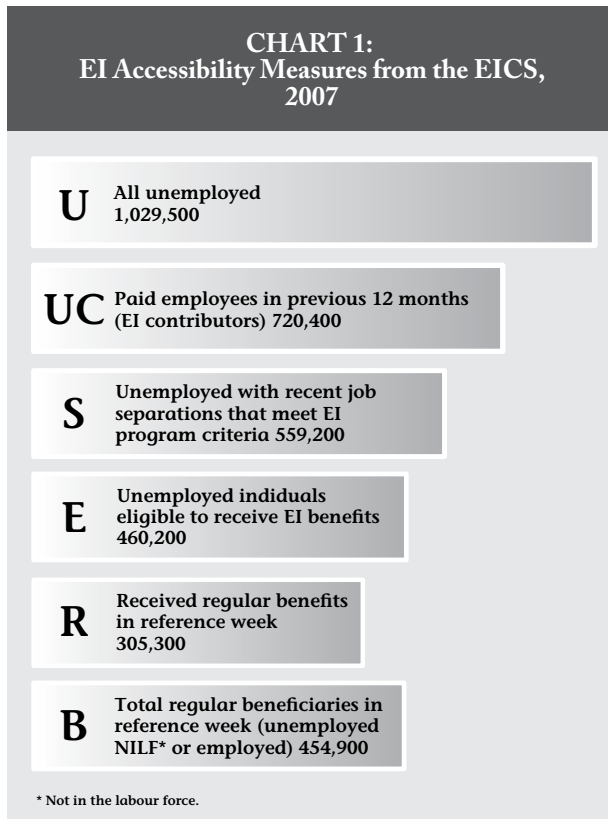 CHART 1:
EI Accessibility Measures from the EICS,
2007
U
All unemployed
1,029,500
UC
Paid employees in previous 12 months
(EI contributors) 720,400
S
Unemployed with recent job
separations that meet EI
program criteria 559,200
E
Unemployed indiduals
eligible to receive EI benefits
460,200
R
Received regular benefits
in reference week
305,300
B
Total regular beneficiaries in
reference week (unemployed
NILF* or employed) 454,900
* Not in the labour force.